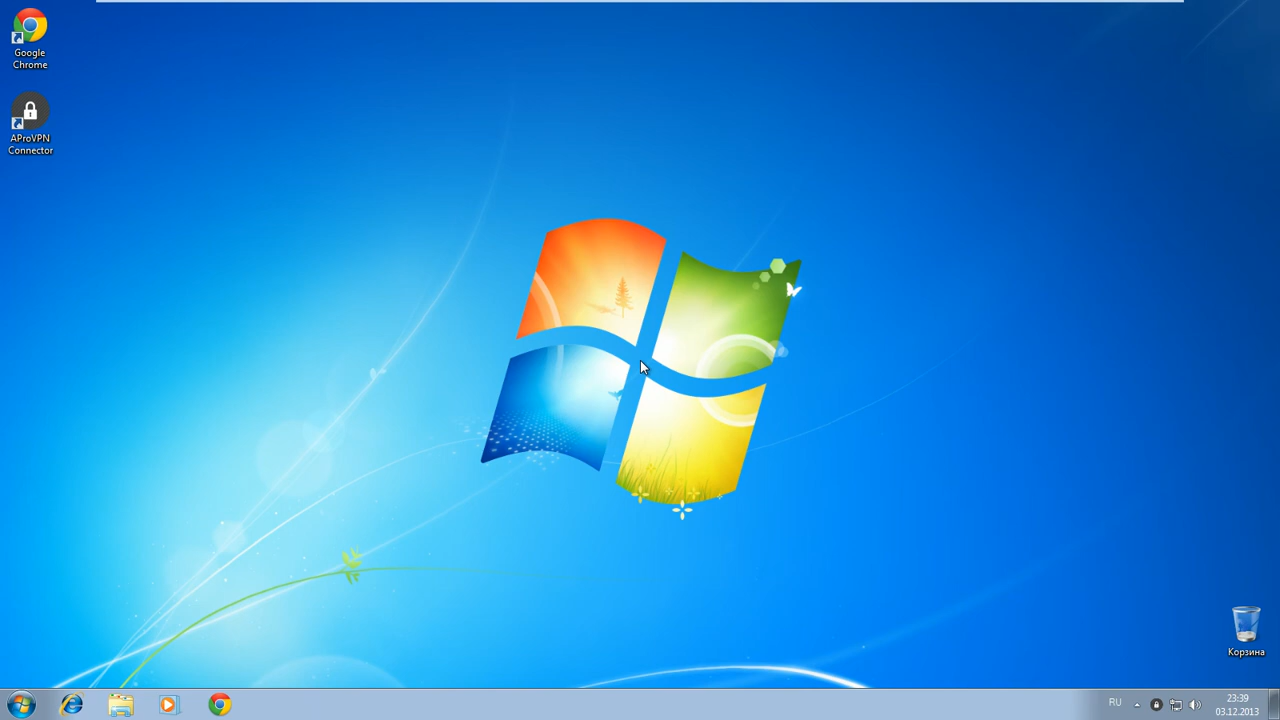 Google
Chrome
AProVPN
Connector
Корзина
RU
23:39
03.12.2013